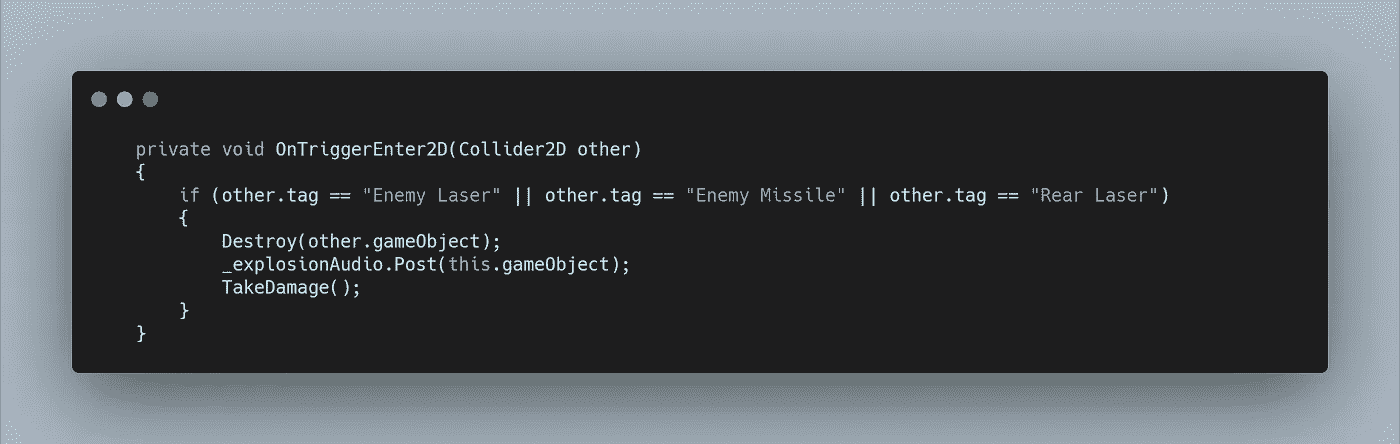 private void OnTriggerEnter2D(Collider2D other)
{
if (other.tag == "Enemy Laser" || other.tag == "Enemy Missile" || other.tag == "Rear Laser")
{
Destroy(other.gameObject);
_explosionAudio.Post(this.gameObject);
TakeDamage();
}
}